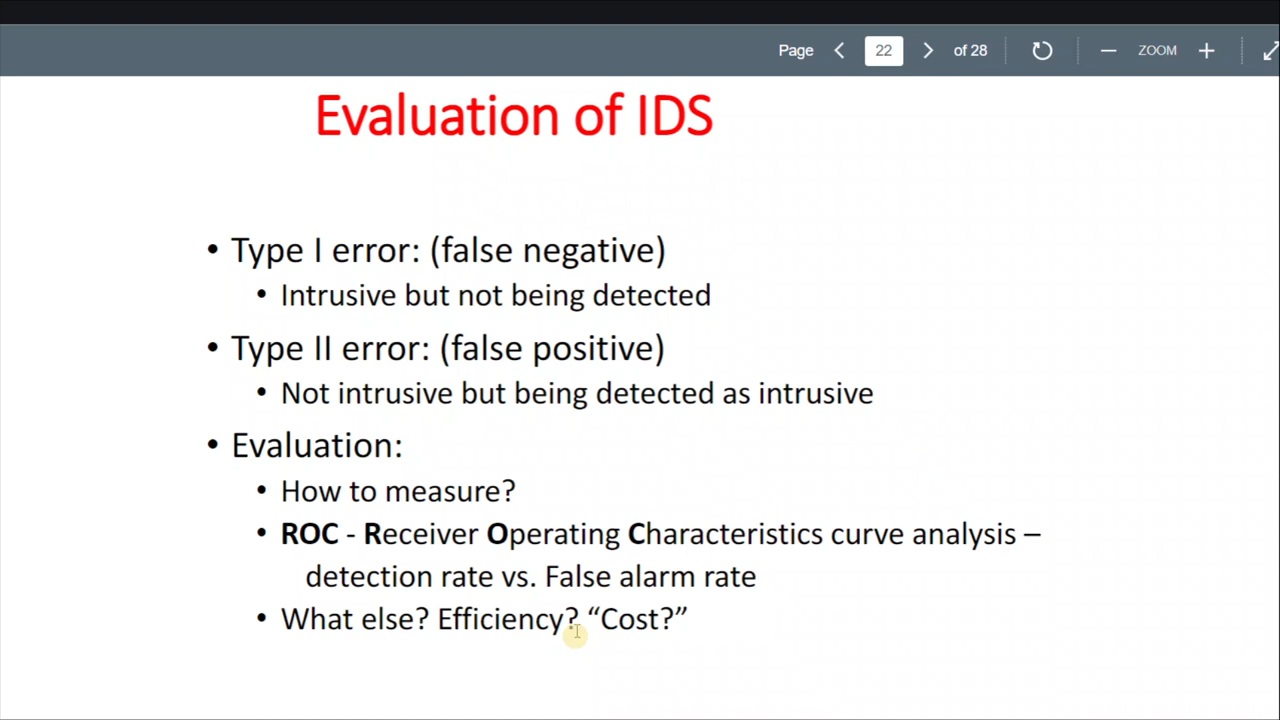 Page 22 of 28 ZOOM
Evaluation of IDS
• Type I error: (false negative)
• Intrusive but not being detected
• Type II error: (false positive)
• Not intrusive but being detected as intrusive
• Evaluation:
• How to measure?
• ROC - Receiver Operating Characteristics curve analysis –
detection rate vs. False alarm rate
• What else? Efficiency? “Cost?”